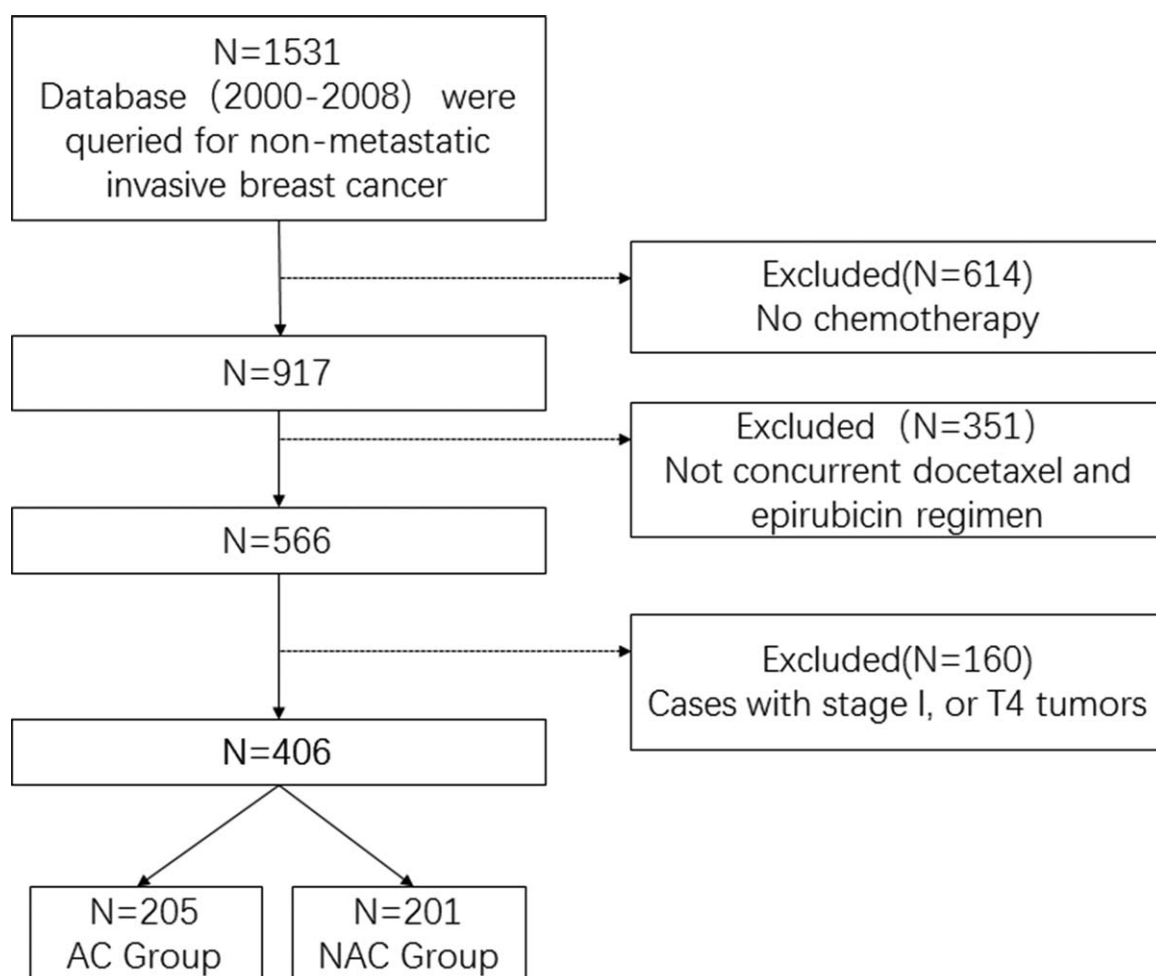 N=1531
Database（2000-2008） were
queried for non-metastatic
invasive breast cancer
Excluded(N=614)
No chemotherapy
N=917
Excluded（N=351)
Not concurrent docetaxel and
epirubicin regimen
N=566
Excluded(N=160)
Cases with stage I, or T4 tumors
N=406
N=205
AC Group
N=201
NAC Group